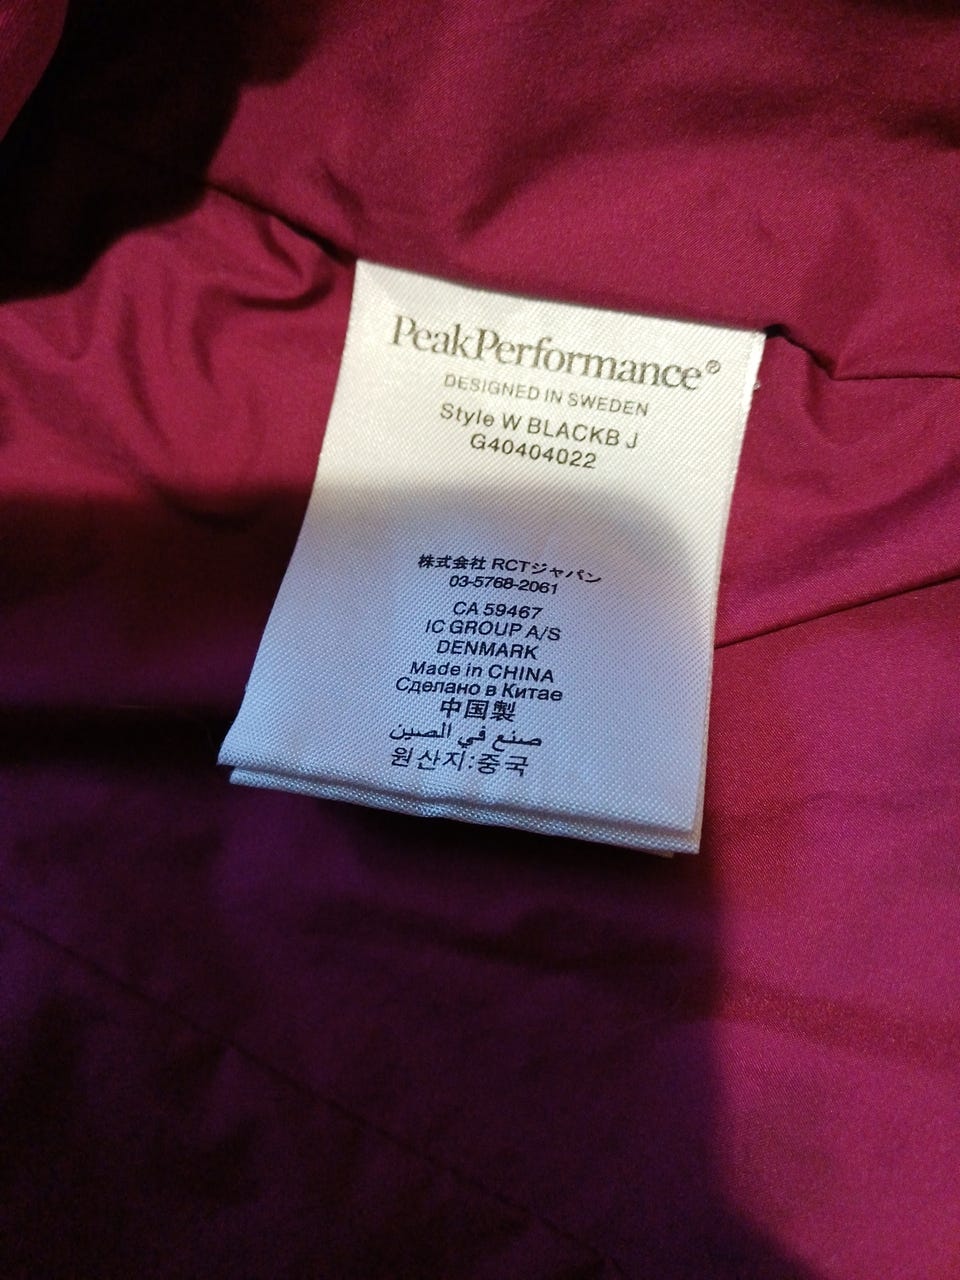 PeakPerformance®
DESIGNED IN SWEDEN
Style W BLACKB J
G40404022
株式会社 RCTジャパン
03-5768-2061
CA 59467
IC GROUP A/S
DENMARK
Made in CHINA
Сделано в Китае
中国製
صنع في الصين
원산지:중국